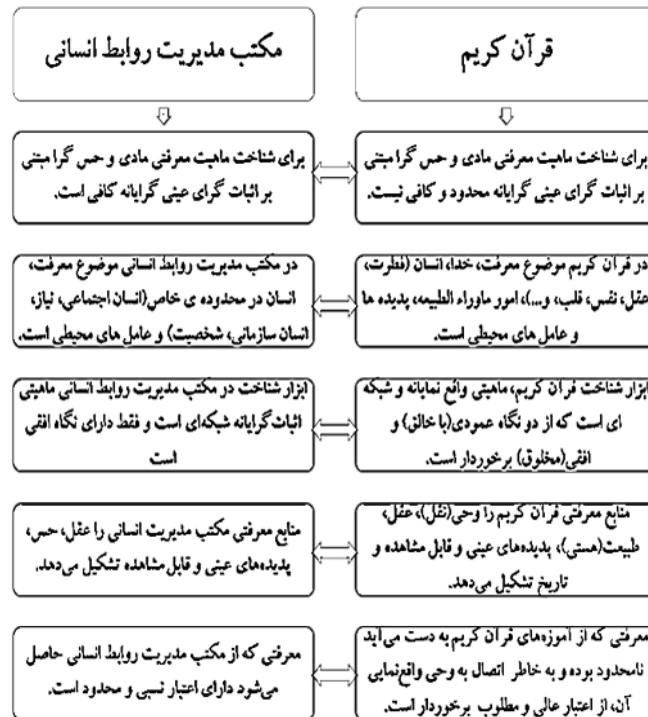 قرآن کریم
مکتب مدیریت روابط انسانی
برای شناخت ماهیت معرفتی مادی و حس گرا مبتنی
بر اثبات گرای عینی گرایانه محدود و کافی نیست.
برای شناخت ماهیت معرفتی مادی و حس گرا مبتنی
بر اثبات گرای عینی گرایانه کافی است.
در قرآن کریم موضوع معرفت، خدا، انسان (فطرت،
عقل، نفس، قلب، و...)، امور ماوراء الطبیعه، پدیده ها
و عامل های محیطی است.
در مکتب مدیریت روابط انسانی موضوع معرفت،
انسان در محدوده ی خاص(انسان اجتماعی، نیاز،
انسان سازمانی، شخصیت) و عامل های محیطی است.
ابزار شناخت قرآن کریم، ماهیتی واقع نمایانه و شبکه
ای است که از دو نگاه عمودی(با خالق) و
افقی(مخلوق) برخوردار است.
ابزار شناخت در مکتب مدیریت روابط انسانی ماهیتی
اثبات‌گرایانه شبکه‌ای است و فقط دارای نگاه افقی
است
منابع معرفتی قرآن کریم را وحی(نقل)، عقل،
طبیعت(هستی)، پدیده‌های عینی و قابل مشاهده و
تاریخ تشکیل می‌دهد.
منابع معرفتی مکتب مدیریت انسانی را عقل، حس،
پدیده‌های عینی و قابل مشاهده تشکیل می‌دهد.
معرفتی که از آموزه‌های قرآن کریم به دست می‌آید
نامحدود بوده و به خاطر اتصال به وحی واقع‌نمایی
آن، از اعتبار عالی و مطلوب برخوردار است.
معرفتی که از مکتب مدیریت روابط انسانی حاصل
می‌شود دارای اعتبار نسبی و محدود است.